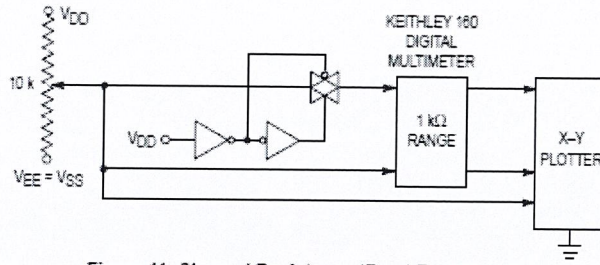 VDD
KEITHLEY 160
DIGITAL
MULTIMETER
10 k
1 kΩ
RANGE
X–Y
PLOTTER
VDD
VEE = VSS